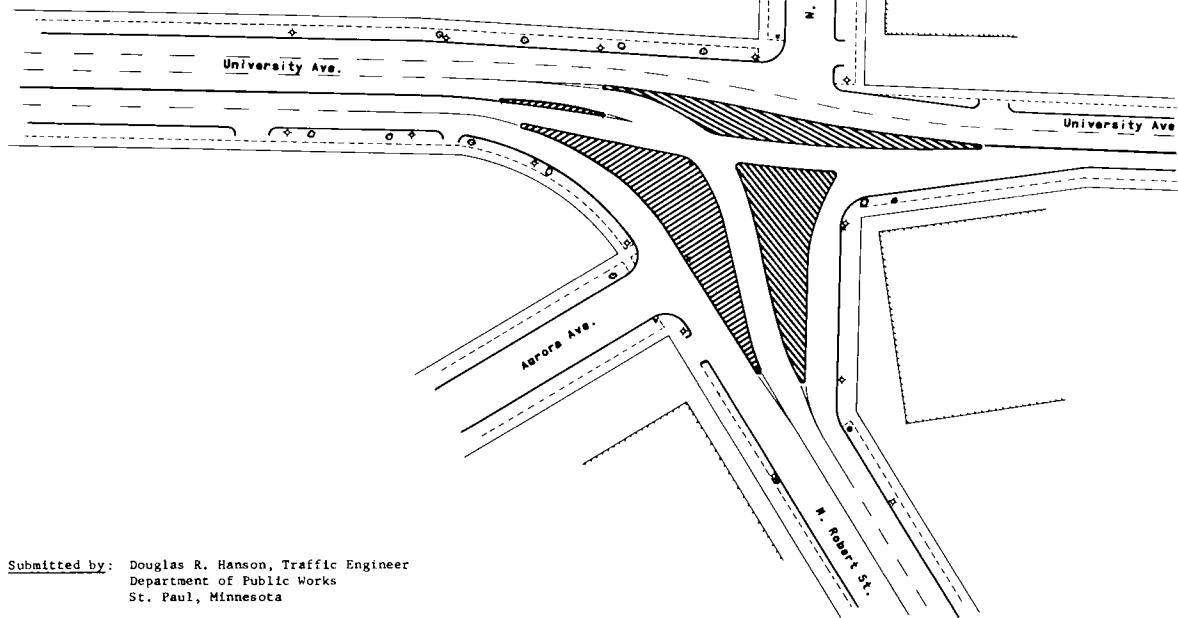 N.
University Ave.
University Ave
Aurora Ave.
N. Robert St.
Submitted by: Douglas R. Hanson, Traffic Engineer
Department of Public Works
St. Paul, Minnesota